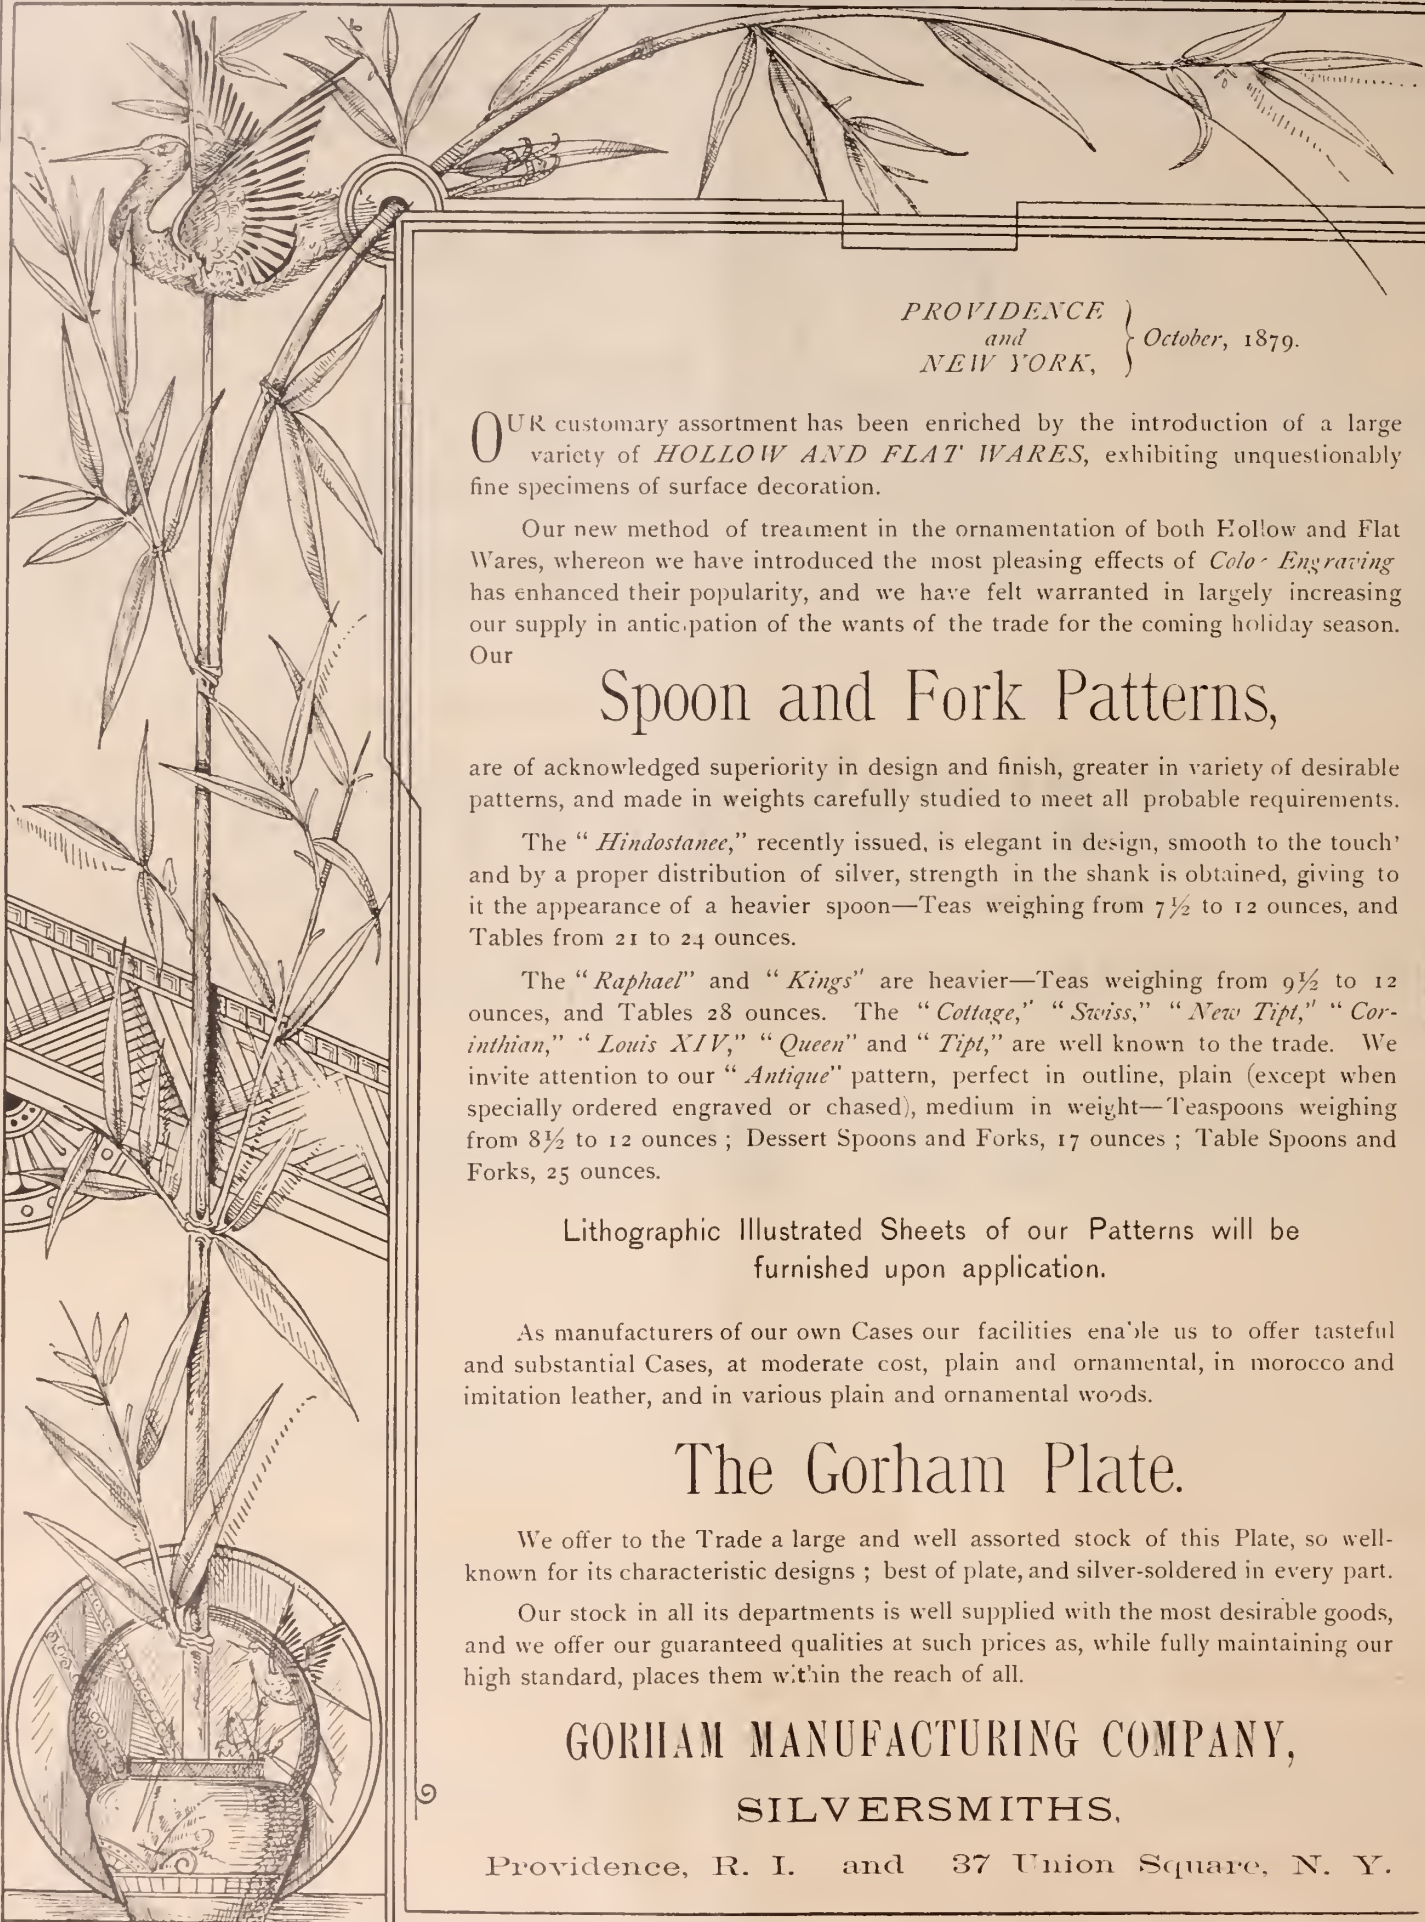 PROVIDENCE
and
NEW YORK,
October, 1879.
OUR customary assortment has been enriched by the introduction of a large
variety of HOLLOW AND FLAT WARES, exhibiting unquestionably
fine specimens of surface decoration.
Our new method of treatment in the ornamentation of both Hollow and Flat
Wares, whereon we have introduced the most pleasing effects of Color Engraving
has enhanced their popularity, and we have felt warranted in largely increasing
our supply in anticipation of the wants of the trade for the coming holiday season.
Our
Spoon and Fork Patterns,
are of acknowledged superiority in design and finish, greater in variety of desirable
patterns, and made in weights carefully studied to meet all probable requirements.
The “Hindostanee,” recently issued, is elegant in design, smooth to the touch’
and by a proper distribution of silver, strength in the shank is obtained, giving to
it the appearance of a heavier spoon—Teas weighing from 7½ to 12 ounces, and
Tables from 21 to 24 ounces.
The “Raphael” and “Kings” are heavier—Teas weighing from 9½ to 12
ounces, and Tables 28 ounces. The “Cottage,” “Swiss,” “New Tipt,” “Cor-
inthian,” “Louis XIV,” “Queen” and “Tipt,” are well known to the trade. We
invite attention to our “Antique” pattern, perfect in outline, plain (except when
specially ordered engraved or chased), medium in weight—Teaspoons weighing
from 8½ to 12 ounces; Dessert Spoons and Forks, 17 ounces; Table Spoons and
Forks, 25 ounces.
Lithographic Illustrated Sheets of our Patterns will be
furnished upon application.
As manufacturers of our own Cases our facilities enable us to offer tasteful
and substantial Cases, at moderate cost, plain and ornamental, in morocco and
imitation leather, and in various plain and ornamental woods.
The Gorham Plate.
We offer to the Trade a large and well assorted stock of this Plate, so well-
known for its characteristic designs; best of plate, and silver-soldered in every part.
Our stock in all its departments is well supplied with the most desirable goods,
and we offer our guaranteed qualities at such prices as, while fully maintaining our
high standard, places them within the reach of all.
GORHAM MANUFACTURING COMPANY,
SILVERSMITHS,
Providence, R. I. and 37 Union Square, N. Y.